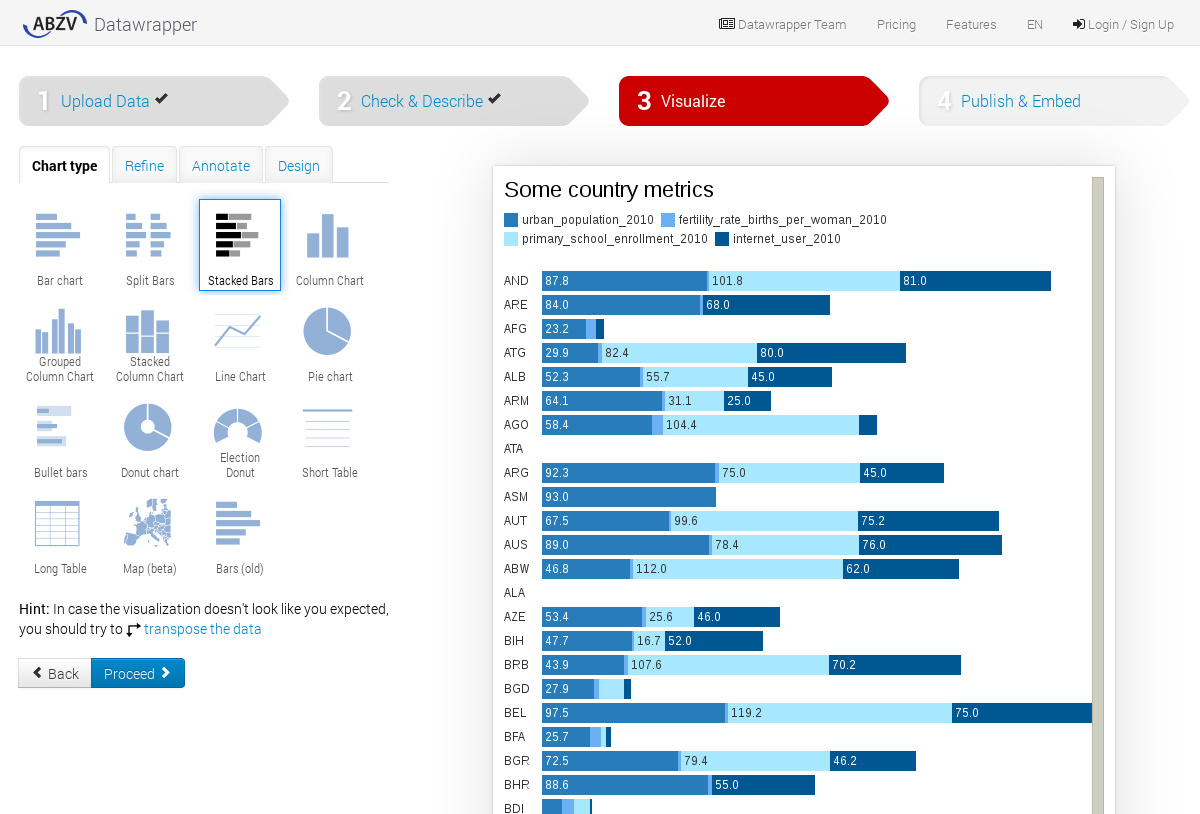 ABZV Datawrapper
Datawrapper Team Pricing Features EN Login / Sign Up
1 Upload Data
2 Check & Describe
3 Visualize
4 Publish & Embed
Chart type Refine Annotate Design
Bar chart Split Bars Stacked Bars Column Chart
Grouped Column Chart
Stacked Column Chart
Line Chart Pie chart
Bullet bars Donut chart
Election Donut
Short Table
Long Table Map (beta) Bars (old)
Hint: In case the visualization doesn't look like you expected,
you should try to transpose the data
Back Proceed
Some country metrics
urban_population_2010 fertility_rate_births_per_woman_2010
primary_school_enrollment_2010 internet_user_2010
AND 87.8 101.8 81.0
ARE 84.0 68.0
AFG 23.2
ATG 29.9 82.4 80.0
ALB 52.3 55.7 45.0
ARM 64.1 31.1 25.0
AGO 58.4 104.4
ATA
ARG 92.3 75.0 45.0
ASM 93.0
AUT 67.5 99.6 75.2
AUS 89.0 78.4 76.0
ABW 46.8 112.0 62.0
ALA
AZE 53.4 25.6 46.0
BIH 47.7 16.7 52.0
BRB 43.9 107.6 70.2
BGD 27.9
BEL 97.5 119.2 75.0
BFA 25.7
BGR 72.5 79.4 46.2
BHR 88.6 55.0
BDI